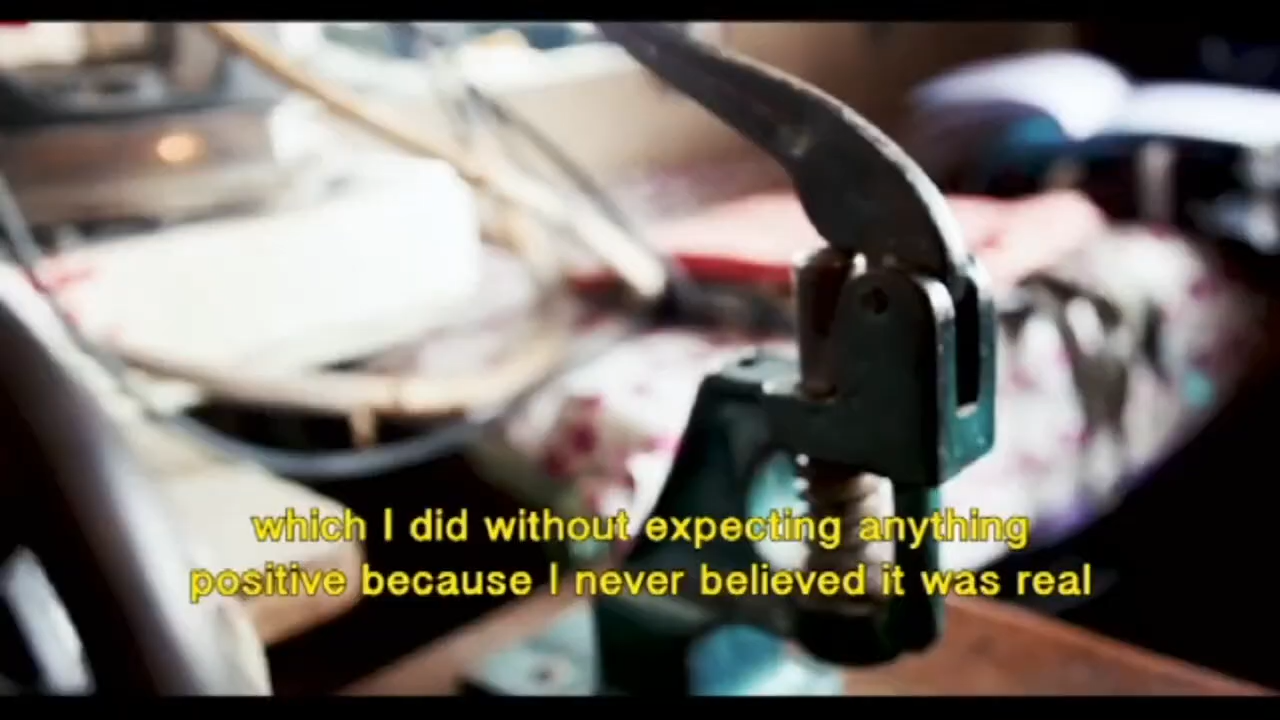 which I did without expecting anything
positive because I never believed it was real